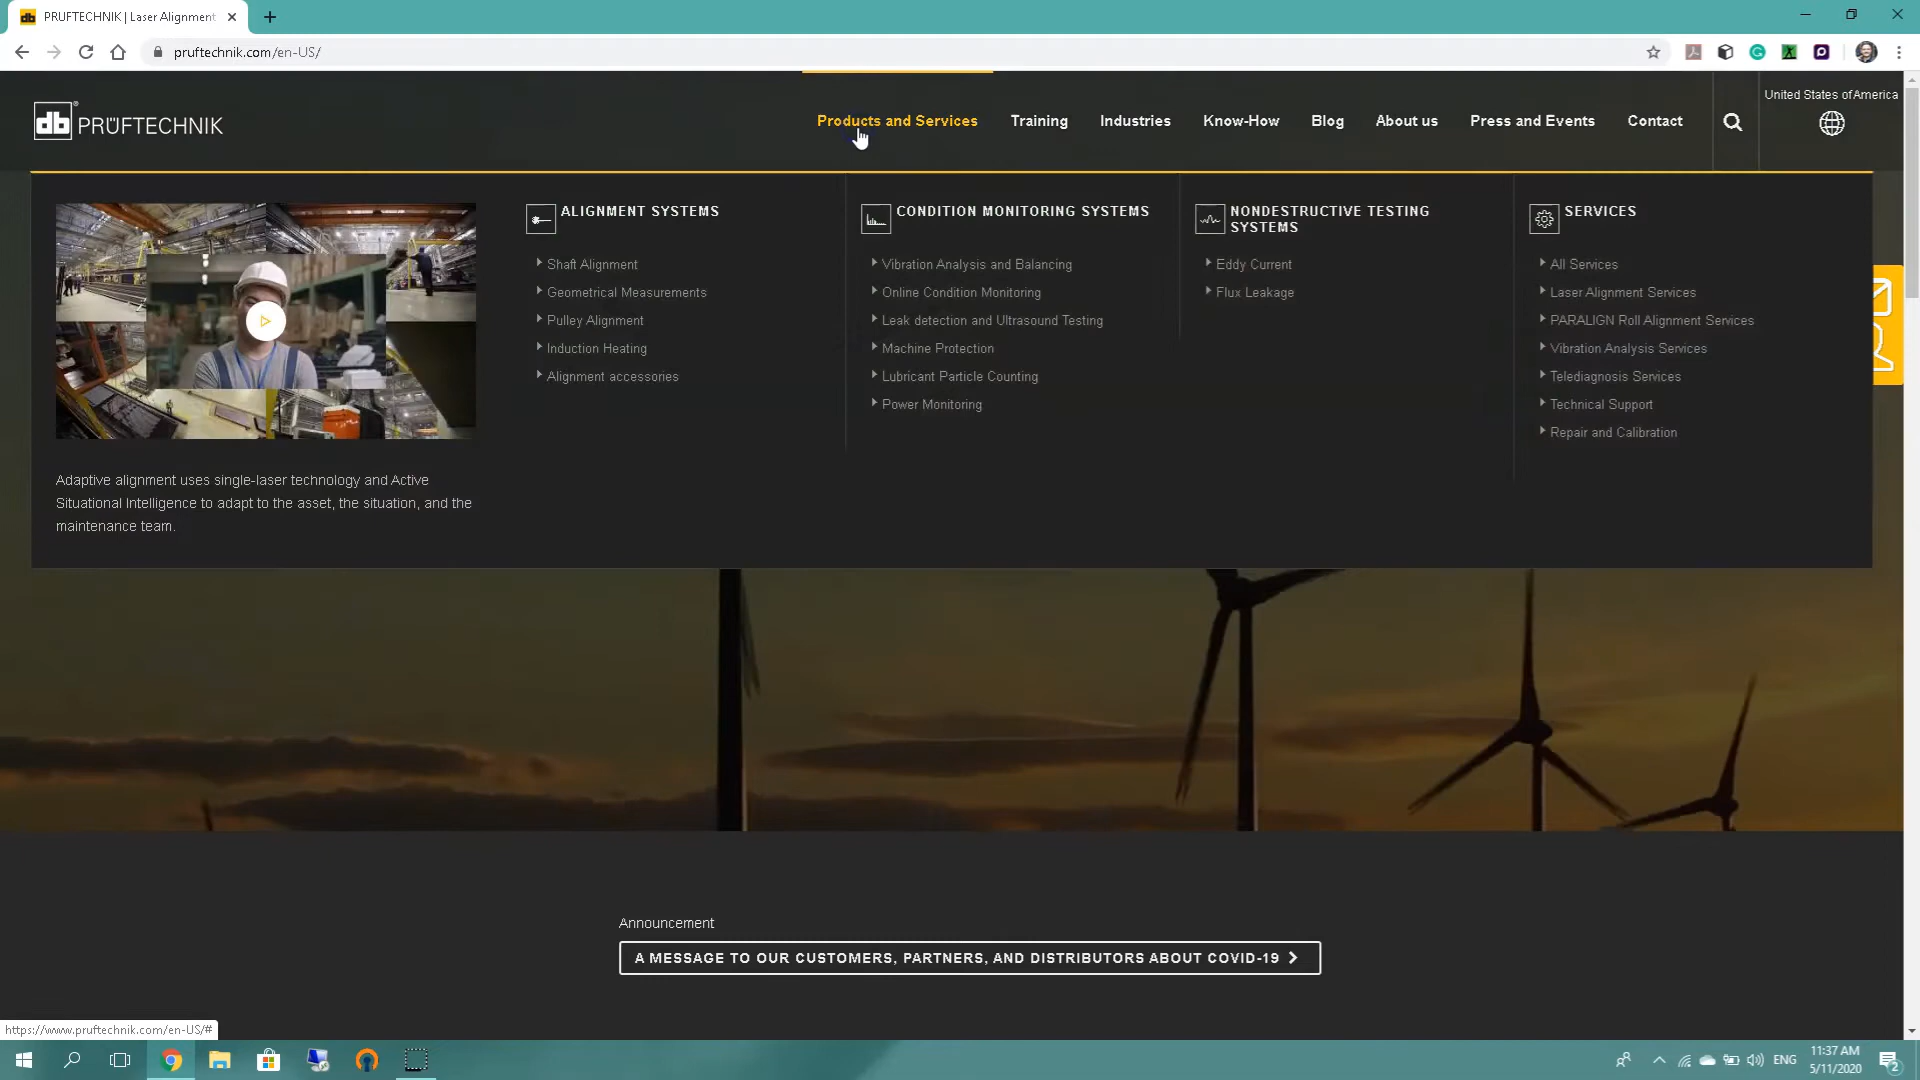 PRUFTECHNIK | Laser Alignment
pruftechnik.com/en-US/
db® PRÜFTECHNIK
Products and Services
Training
Industries
Know-How
Blog
About us
Press and Events
Contact
United States of America
Adaptive alignment uses single-laser technology and Active
Situational Intelligence to adapt to the asset, the situation, and the
maintenance team.
ALIGNMENT SYSTEMS
Shaft Alignment
Geometrical Measurements
Pulley Alignment
Induction Heating
Alignment accessories
CONDITION MONITORING SYSTEMS
Vibration Analysis and Balancing
Online Condition Monitoring
Leak detection and Ultrasound Testing
Machine Protection
Lubricant Particle Counting
Power Monitoring
NONDESTRUCTIVE TESTING
SYSTEMS
Eddy Current
Flux Leakage
SERVICES
All Services
Laser Alignment Services
PARALIGN Roll Alignment Services
Vibration Analysis Services
Telediagnosis Services
Technical Support
Repair and Calibration
Announcement
A MESSAGE TO OUR CUSTOMERS, PARTNERS, AND DISTRIBUTORS ABOUT COVID-19
https://www.pruftechnik.com/en-US/#
ENG
11:37 AM
5/11/2020
2